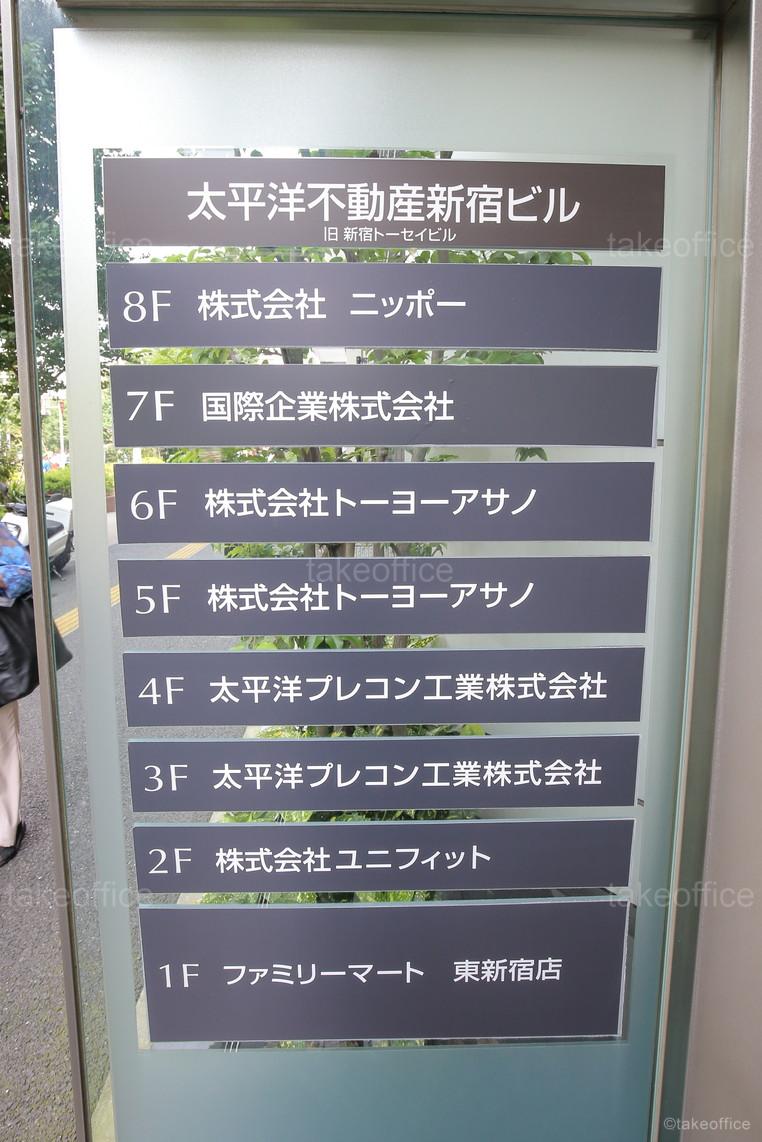 太平洋不動産新宿ビル
旧 新宿トーセイビル
takeoffice takeoffice
8F 株式会社 ニッポー
7F 国際企業株式会社
6F 株式会社トーヨーアサノ
takeoffice
5F 株式会社トーヨーアサノ
4F 太平洋プレコン工業株式会社
3F 太平洋プレコン工業株式会社
2F 株式会社ユニフィット
takeoffice takeoffice
1F ファミリーマート 東新宿店
©takeoffice